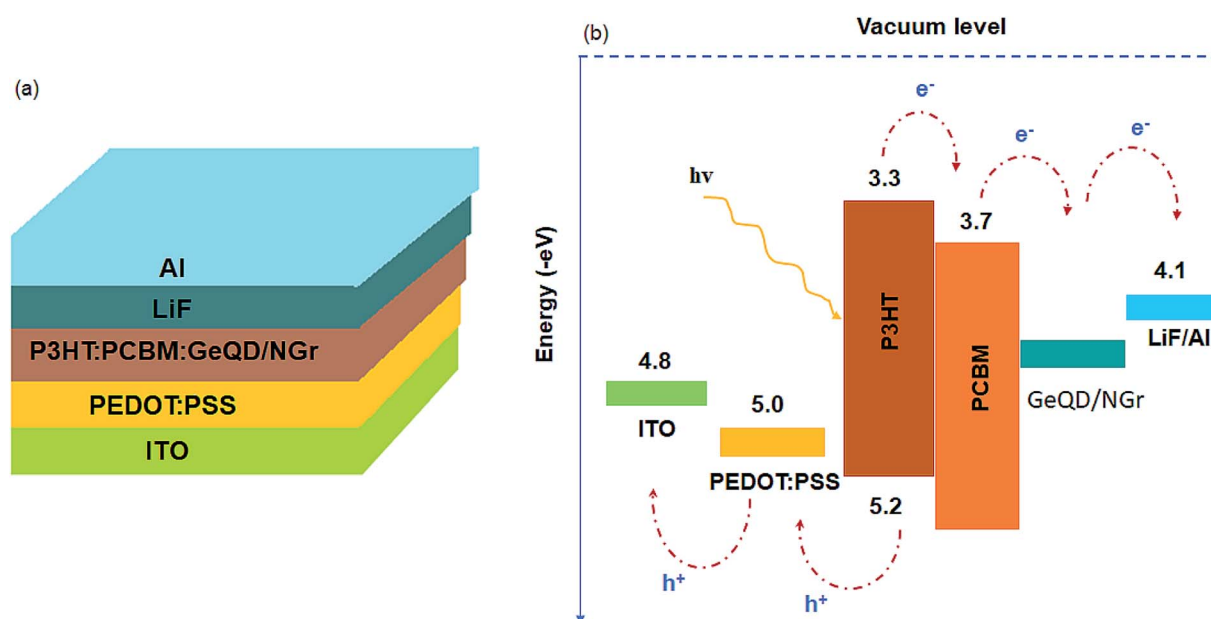 (a)
Al
LiF
P3HT:PCBM:GeQD/NGr
PEDOT:PSS
ITO
(b)
Vacuum level
Energy (-eV)
hv
e-
e-
e-
3.3
3.7
4.1
4.8
5.0
5.2
P3HT
PCBM
LiF/Al
GeQD/NGr
ITO
PEDOT:PSS
h+
h+